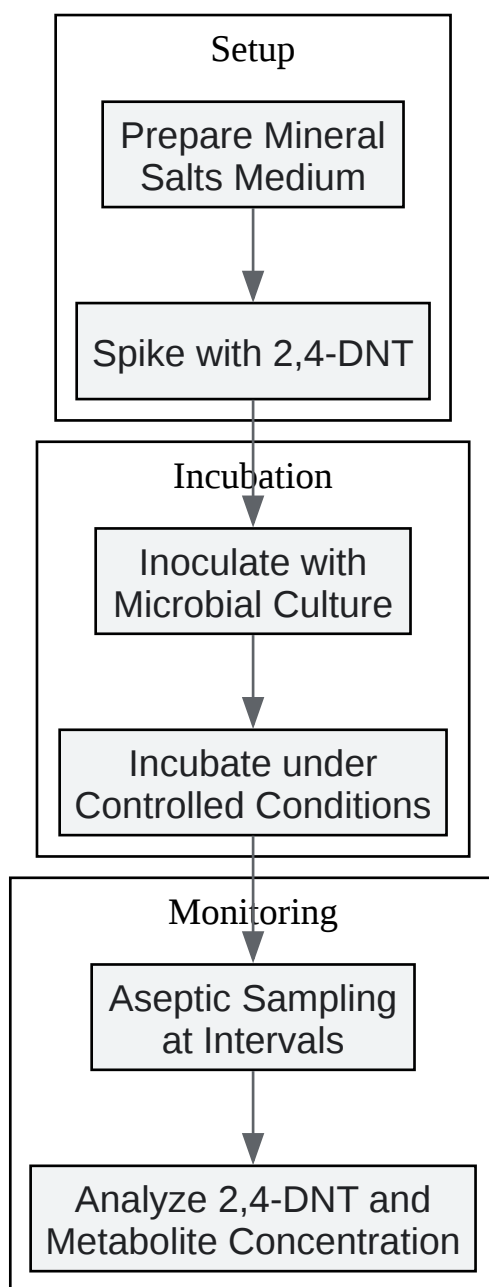 Setup
Prepare Mineral
Salts Medium
Spike with 2,4-DNT
Incubation
Inoculate with
Microbial Culture
Incubate under
Controlled Conditions
Monitoring
Aseptic Sampling
at Intervals
Analyze 2,4-DNT and
Metabolite Concentration